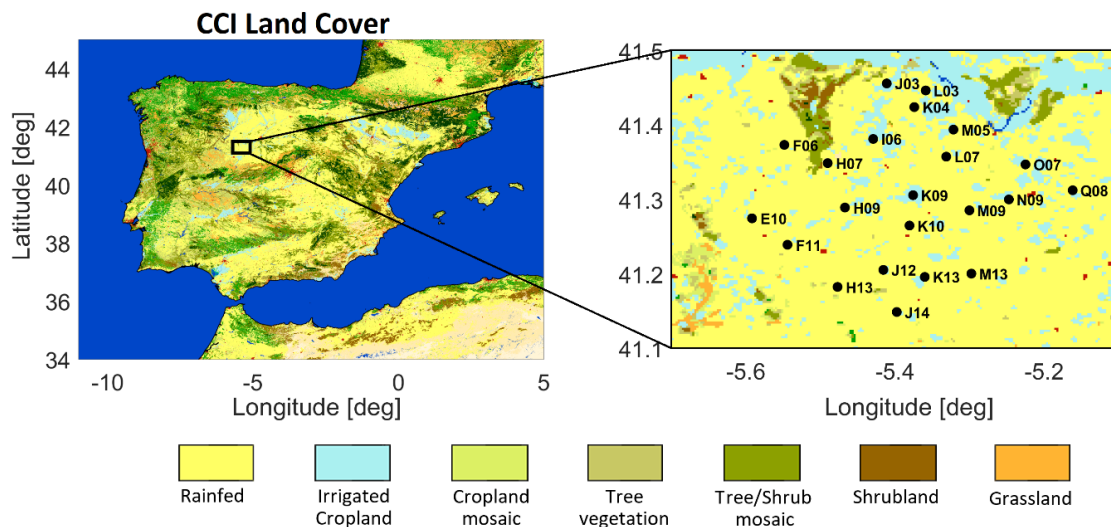 CCI Land Cover
Latitude [deg]
44
42
40
38
36
34
-10
-5
0
5
Longitude [deg]
41.5
41.4
41.3
41.2
41.1
J03
L03
K04
M05
I06
F06
L07
H07
O07
Q08
K09
N09
H09
M09
E10
K10
F11
J12
M13
K13
H13
J14
-5.6
-5.4
-5.2
Longitude [deg]
Rainfed
Irrigated
Cropland
Cropland
mosaic
Tree
vegetation
Tree/Shrub
mosaic
Shrubland
Grassland